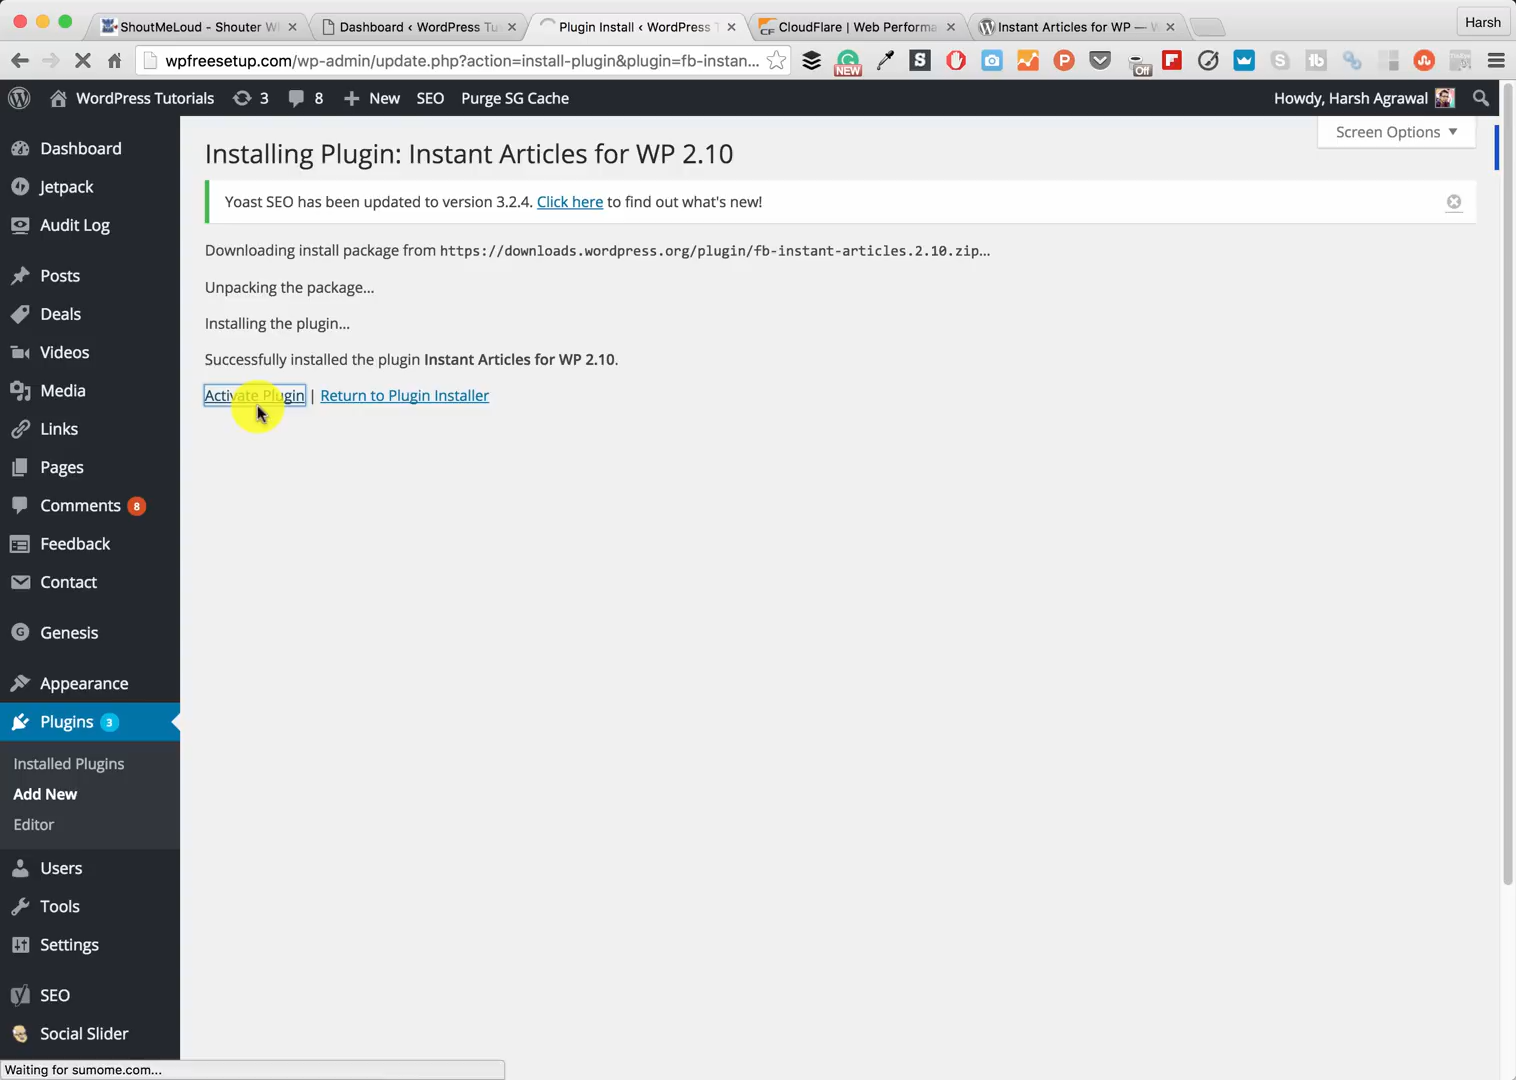 ShoutMeLoud - Shouter W
Dashboard ‹ WordPress Tu
Plugin Install ‹ WordPress T
CloudFlare | Web Performa
Instant Articles for WP — W
Harsh
wpfreesetup.com/wp-admin/update.php?action=install-plugin&plugin=fb-instan...
NEW
Off
WordPress Tutorials
3
8
New
SEO
Purge SG Cache
Howdy, Harsh Agrawal
Screen Options
Dashboard
Jetpack
Audit Log
Posts
Deals
Videos
Media
Links
Pages
Comments 8
Feedback
Contact
Genesis
Appearance
Plugins 3
Installed Plugins
Add New
Editor
Users
Tools
Settings
SEO
Social Slider
Installing Plugin: Instant Articles for WP 2.10
Yoast SEO has been updated to version 3.2.4. Click here to find out what's new!
Downloading install package from https://downloads.wordpress.org/plugin/fb-instant-articles.2.10.zip…
Unpacking the package…
Installing the plugin…
Successfully installed the plugin Instant Articles for WP 2.10.
Activate Plugin | Return to Plugin Installer
Waiting for sumome.com...